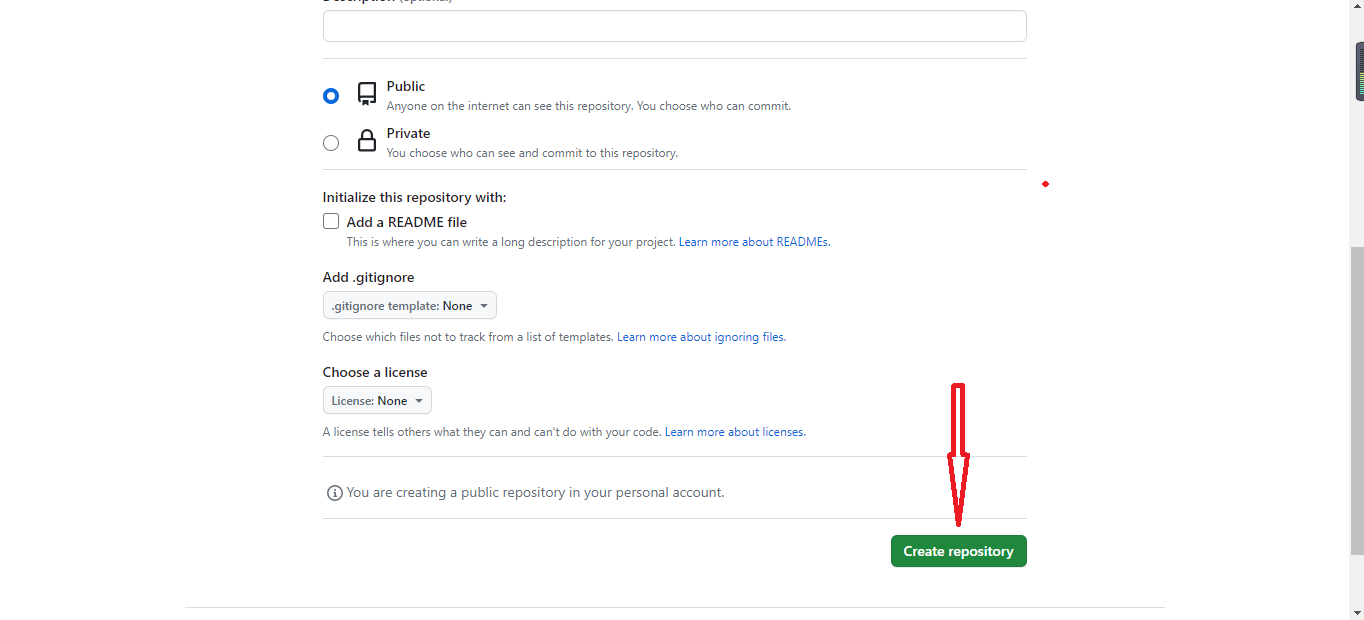 Description (optional)
Public
Anyone on the internet can see this repository. You choose who can commit.
Private
You choose who can see and commit to this repository.
Initialize this repository with:
Add a README file
This is where you can write a long description for your project. Learn more about READMEs.
Add .gitignore
.gitignore template: None
Choose which files not to track from a list of templates. Learn more about ignoring files.
Choose a license
License: None
A license tells others what they can and can't do with your code. Learn more about licenses.
You are creating a public repository in your personal account.
Create repository